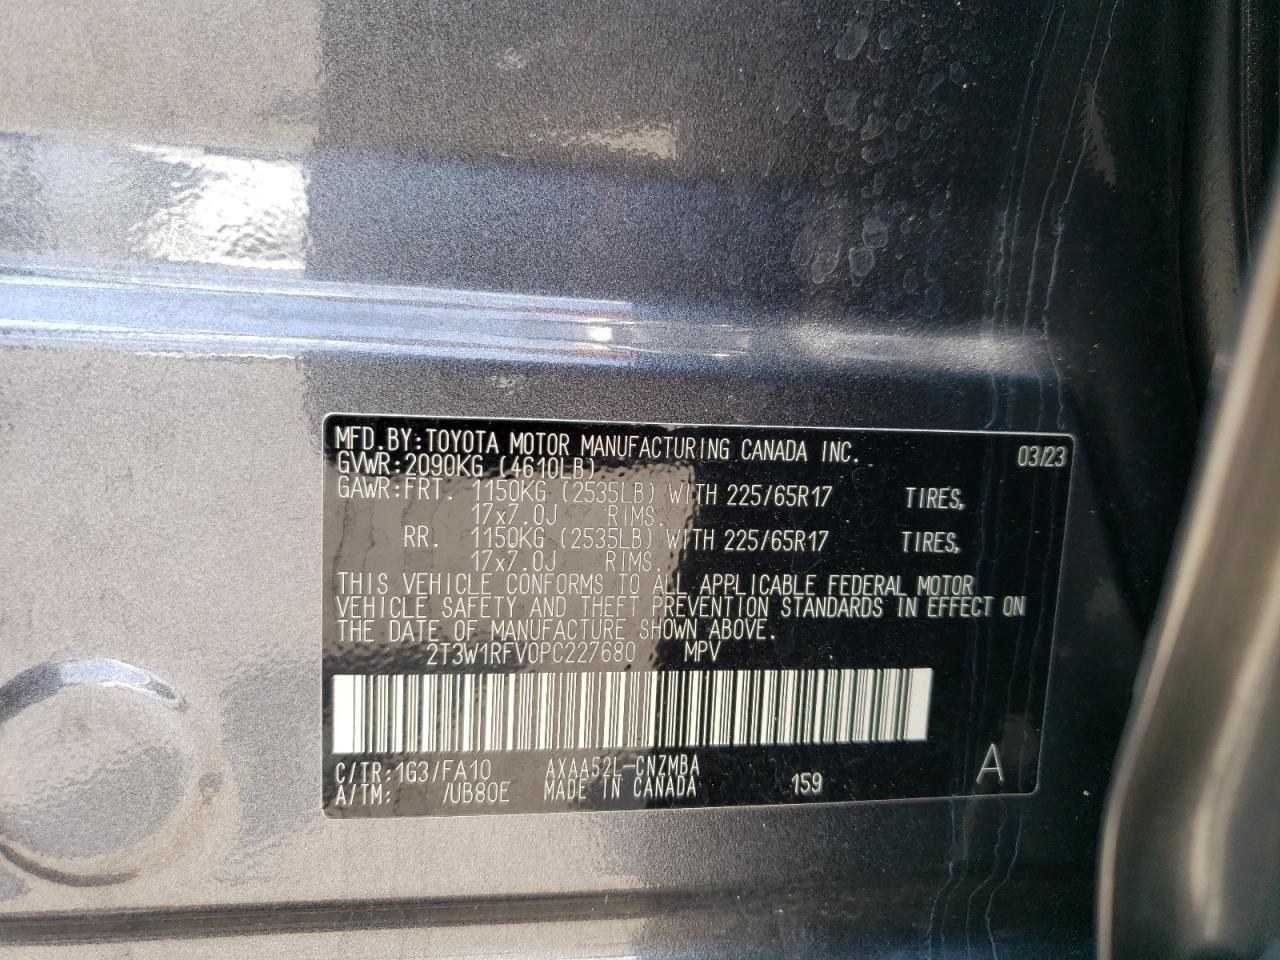 MFD.BY:TOYOTA MOTOR MANUFACTURING CANADA INC. 03/23
GVWR:2090KG (4610LB)
GAWR:FRT. 1150KG (2535LB) WITH 225/65R17 TIRES,
17x7.0J RIMS.
RR. 1150KG (2535LB) WITH 225/65R17 TIRES,
17x7.0J RIMS.
THIS VEHICLE CONFORMS TO ALL APPLICABLE FEDERAL MOTOR
VEHICLE SAFETY AND THEFT PREVENTION STANDARDS IN EFFECT ON
THE DATE OF MANUFACTURE SHOWN ABOVE.
2T3W1RFV0PC227680 MPV
C/TR:1G3/FA10 AXAA52L-CNZMBA
A/TM: /UB80E MADE IN CANADA 159 A